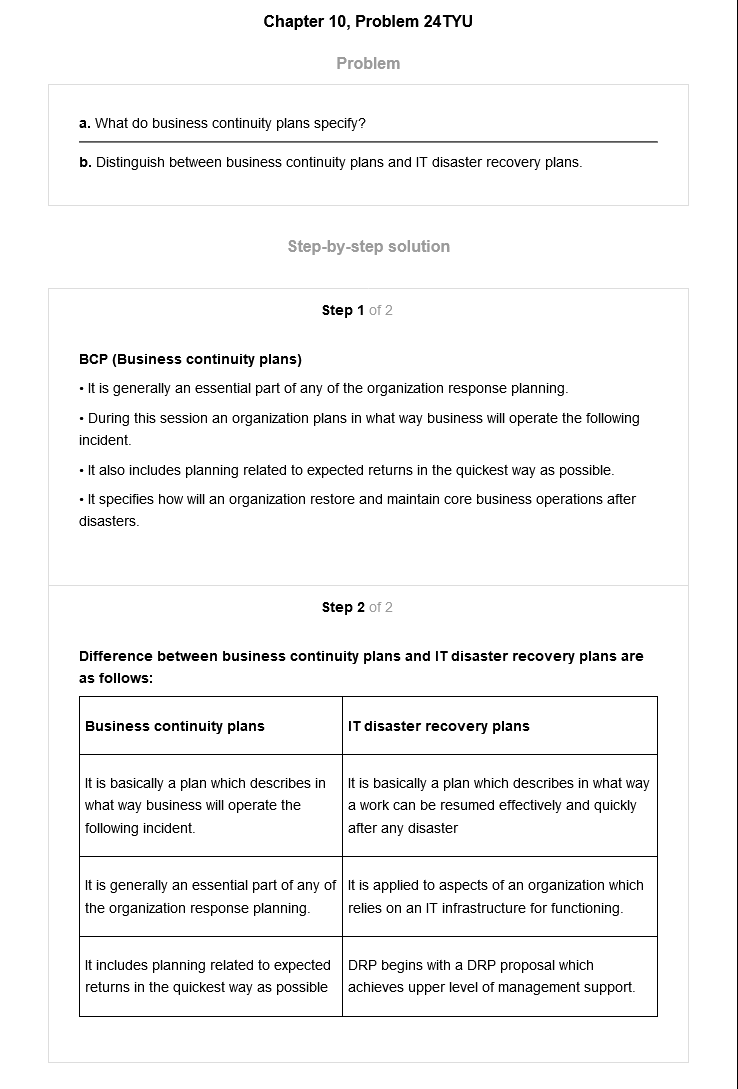 Chapter 10, Problem 24TYU
Problem
a. What do business continuity plans specify?
b. Distinguish between business continuity plans and IT disaster recovery plans.
Step-by-step solution
Step 1 of 2
BCP (Business continuity plans)
• It is generally an essential part of any of the organization response planning.
• During this session an organization plans in what way business will operate the following
incident.
• It also includes planning related to expected returns in the quickest way as possible.
• It specifies how will an organization restore and maintain core business operations after
disasters.
Step 2 of 2
Difference between business continuity plans and IT disaster recovery plans are
as follows:
Business continuity plans
IT disaster recovery plans
It is basically a plan which describes in
what way business will operate the
following incident.
It is basically a plan which describes in what way
a work can be resumed effectively and quickly
after any disaster
It is generally an essential part of any of
the organization response planning.
It is applied to aspects of an organization which
relies on an IT infrastructure for functioning.
It includes planning related to expected
returns in the quickest way as possible
DRP begins with a DRP proposal which
achieves upper level of management support.